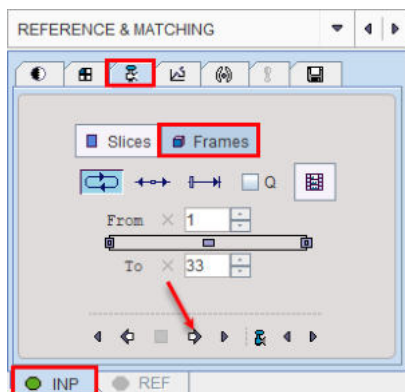 REFERENCE & MATCHING
Slices Frames
Q
From 1
To 33
INP REF